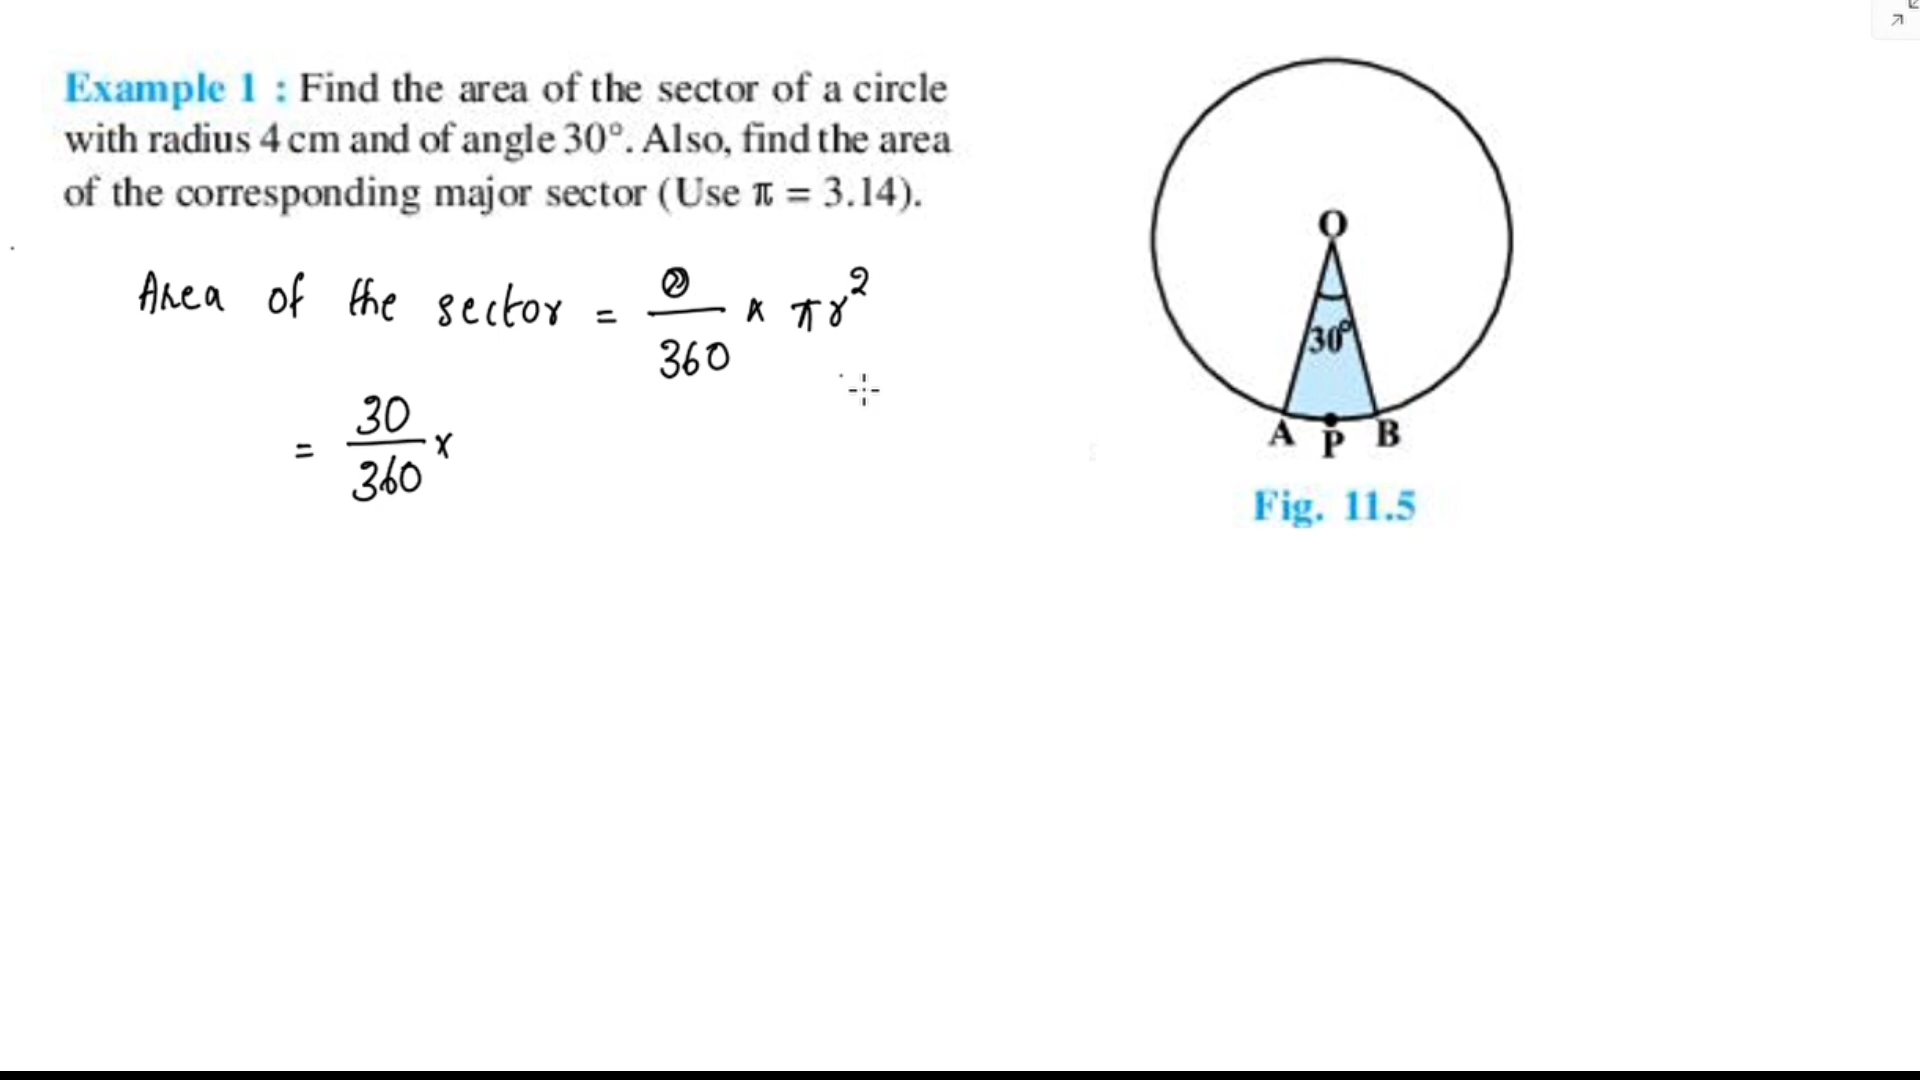 Example 1 : Find the area of the sector of a circle
with radius 4 cm and of angle 30°. Also, find the area
of the corresponding major sector (Use π = 3.14).
Area of the sector = θ/360 × πr²
= 30/360 ×
O
30°
A P B
Fig. 11.5